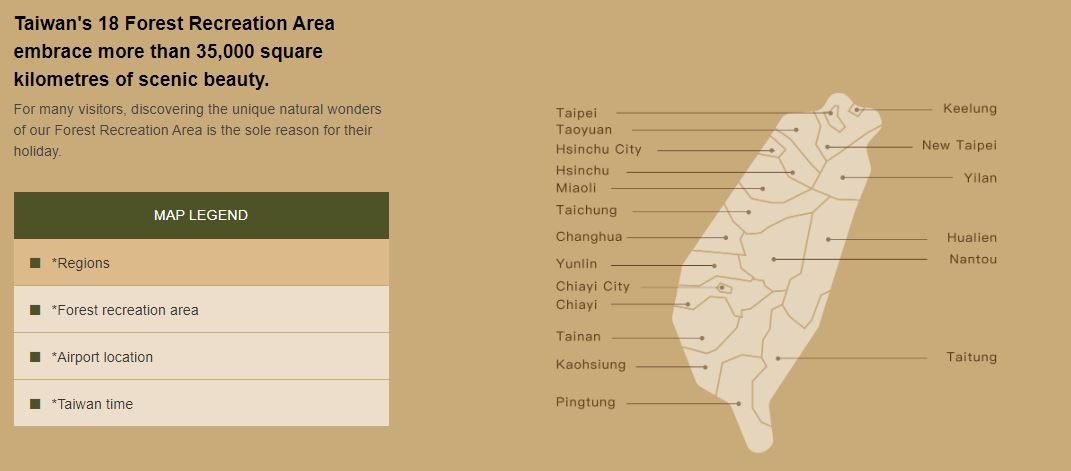 Taiwan's 18 Forest Recreation Area
embrace more than 35,000 square
kilometres of scenic beauty.
For many visitors, discovering the unique natural wonders
of our Forest Recreation Area is the sole reason for their
holiday.
MAP LEGEND
*Regions
*Forest recreation area
*Airport location
*Taiwan time
Taipei
Taoyuan
Hsinchu City
Hsinchu
Miaoli
Taichung
Changhua
Yunlin
Chiayi City
Chiayi
Tainan
Kaohsiung
Pingtung
Keelung
New Taipei
Yilan
Hualien
Nantou
Taitung